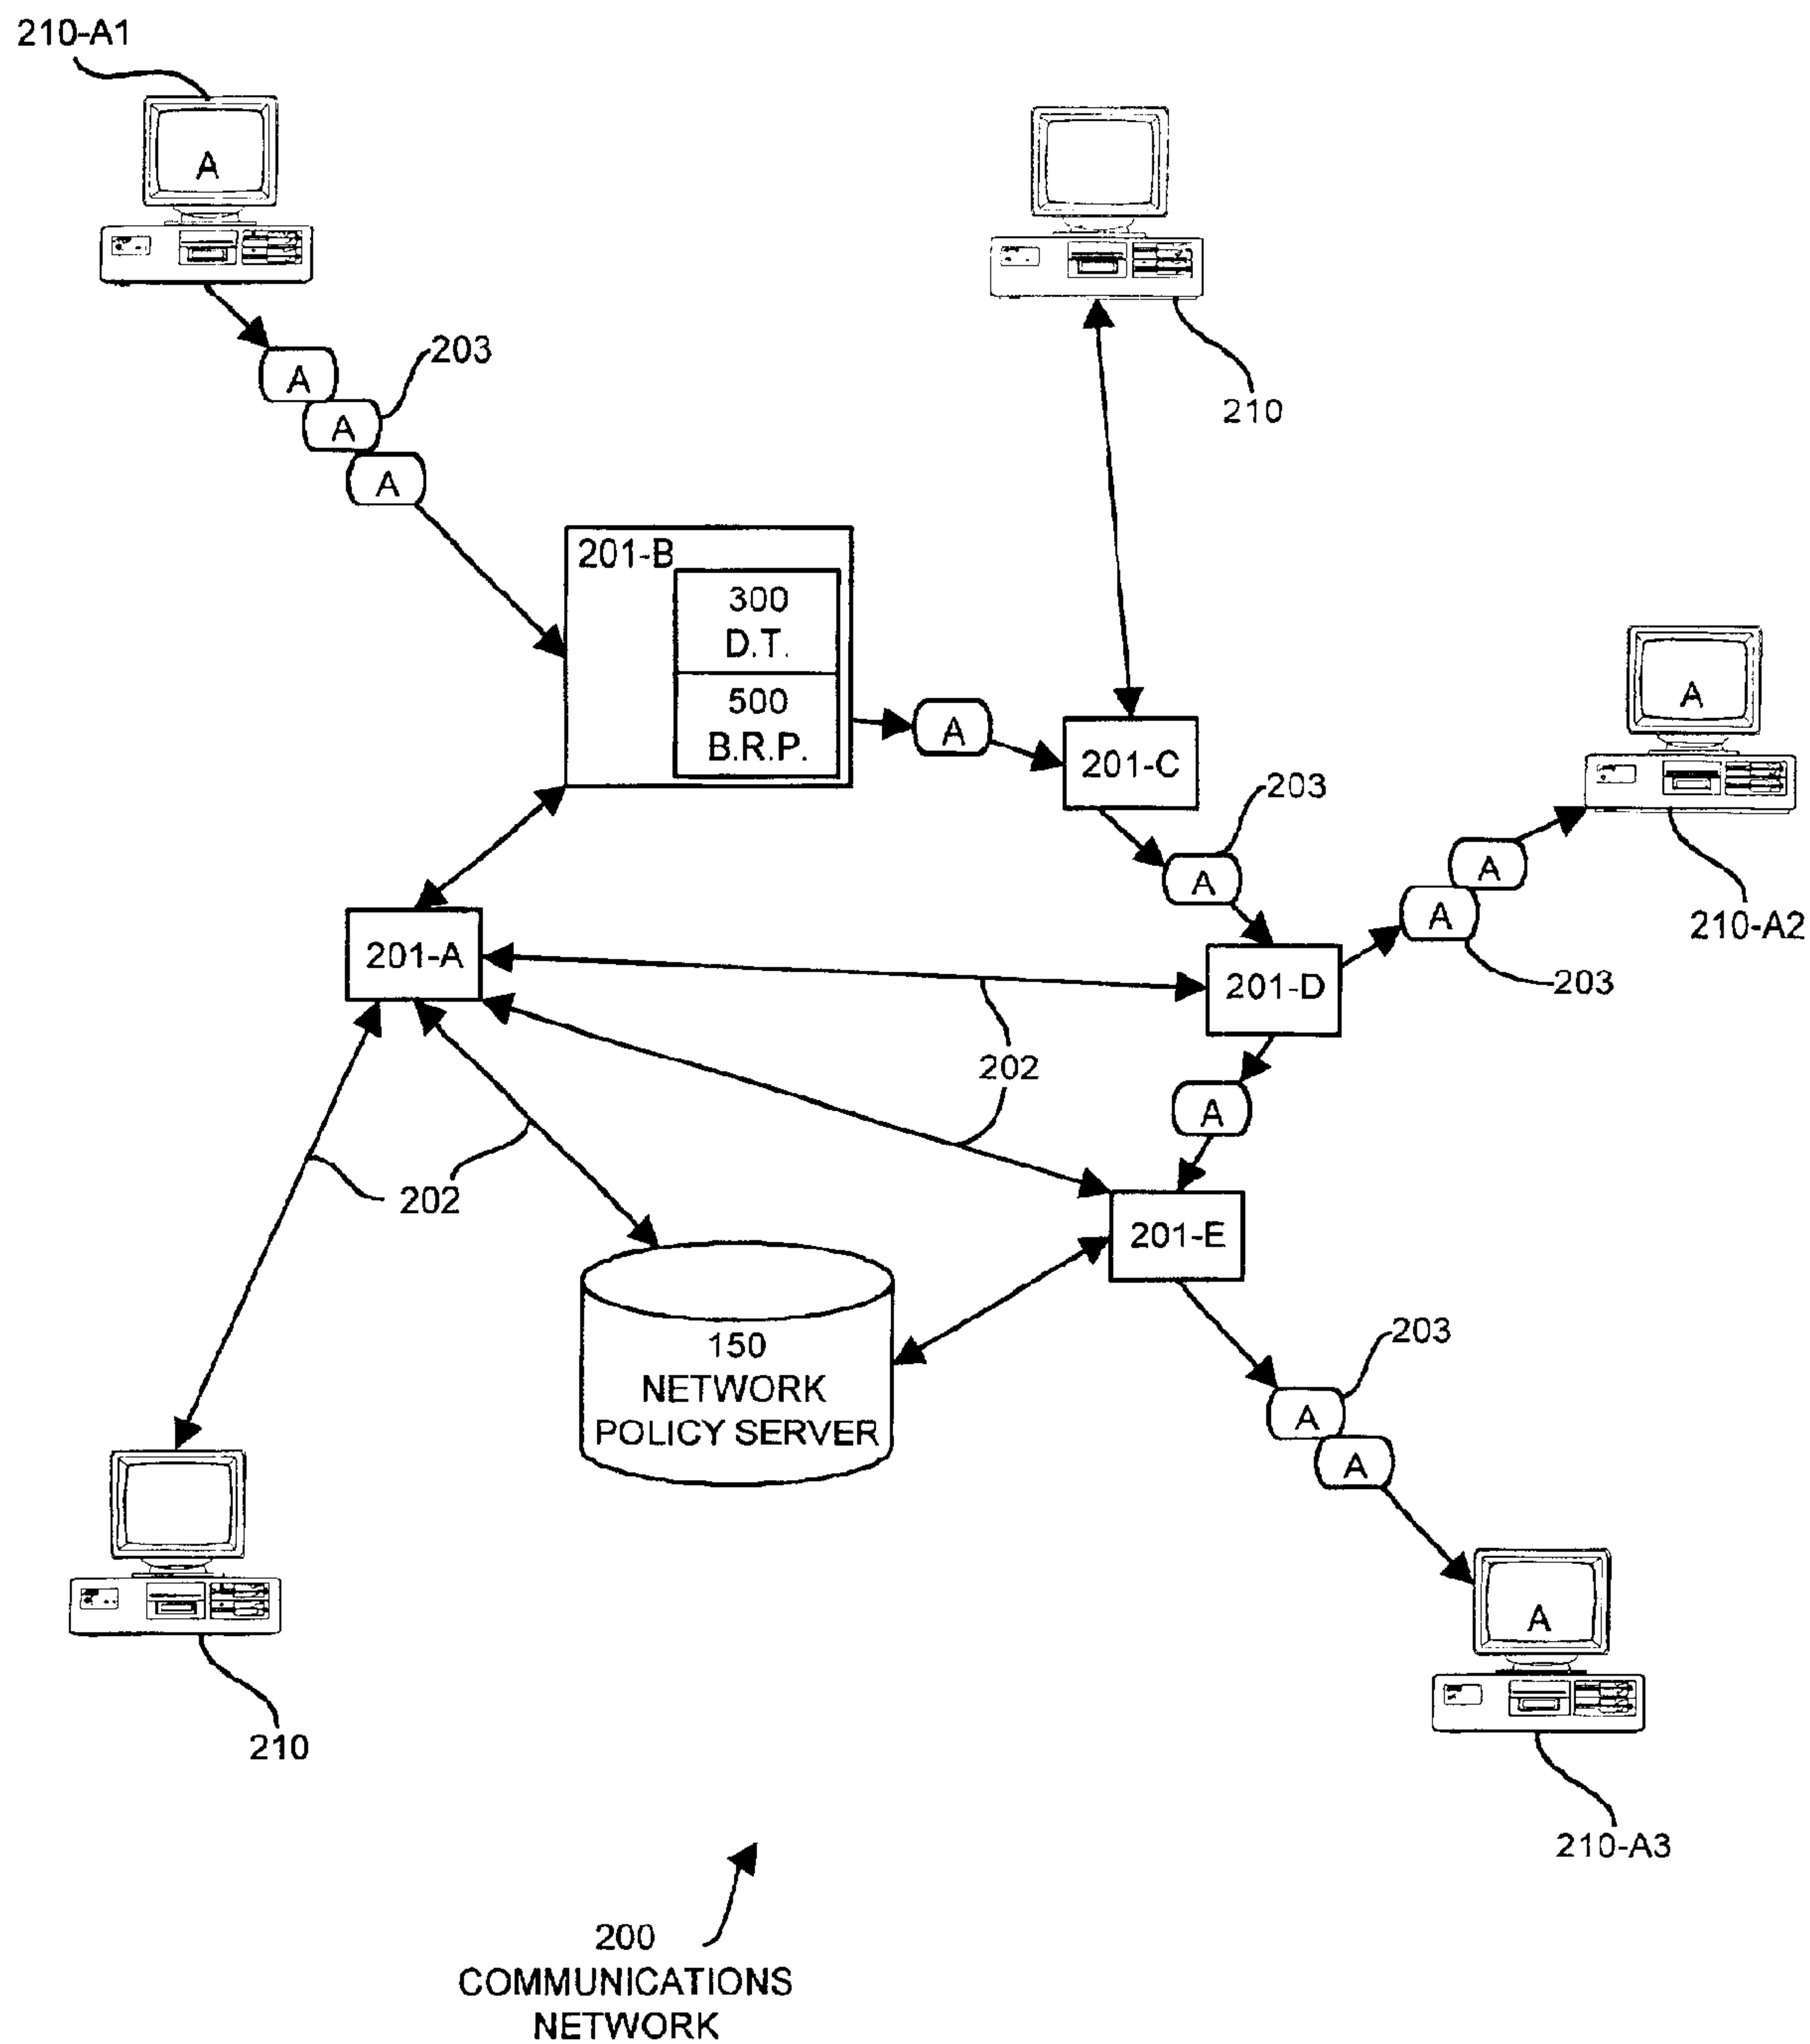 210-A1
A
A
203
A
A
210
201-B
300
D.T.
500
B.R.P.
A
201-C
A
203
A
A
A
210-A2
203
201-A
201-D
202
A
202
201-E
150
NETWORK
POLICY SERVER
203
A
A
A
210
210-A3
200
COMMUNICATIONS
NETWORK